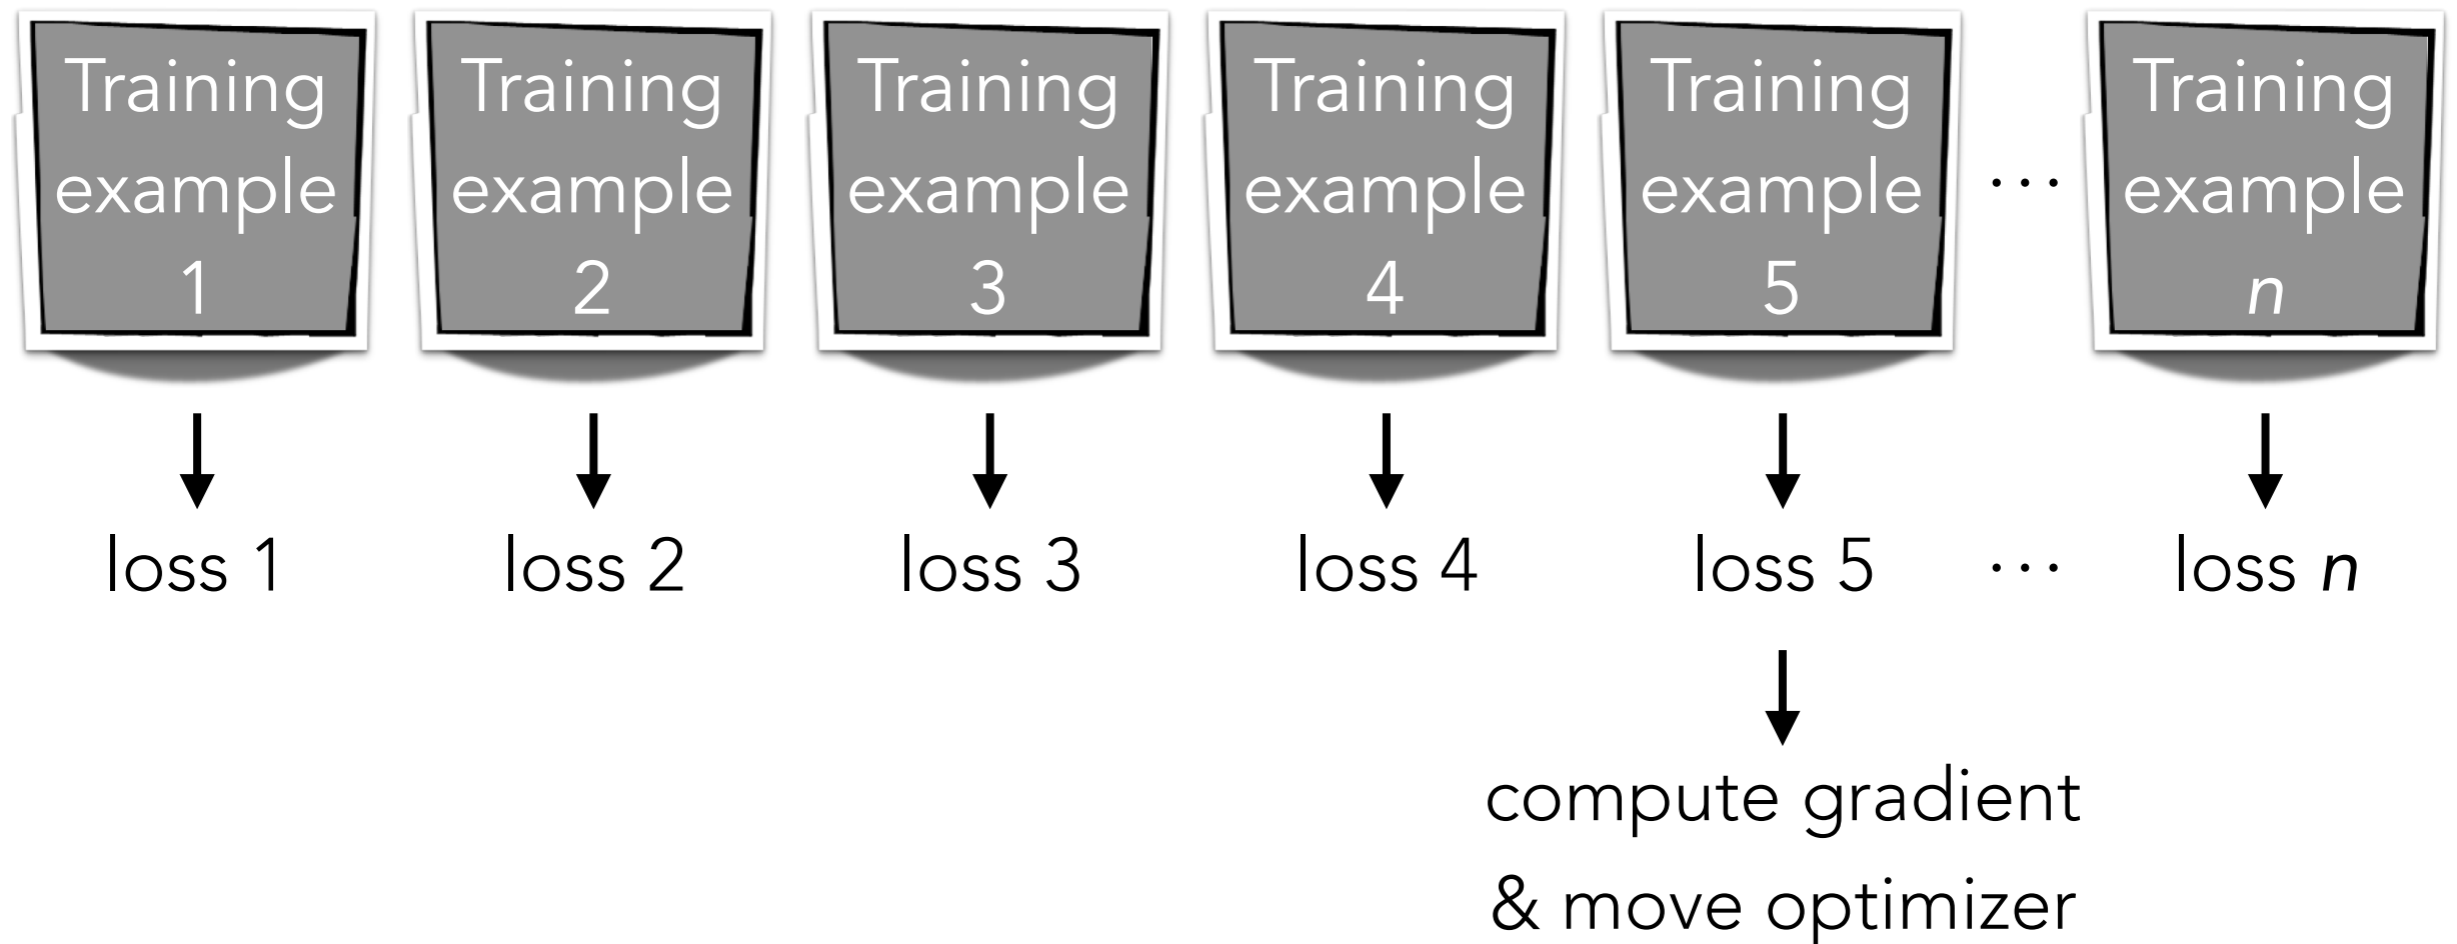 Training
example
1
Training
example
2
Training
example
3
Training
example
4
Training
example
5
...
Training
example
n
loss 1
loss 2
loss 3
loss 4
loss 5
...
loss n
compute gradient
& move optimizer